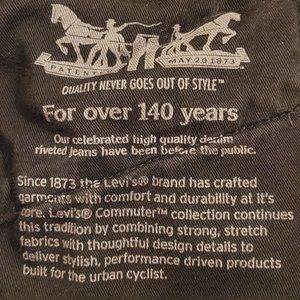 PATENT
MAY 20 1873
QUALITY NEVER GOES OUT OF STYLE™
For over 140 years
Our celebrated high quality denim
riveted jeans have been before the public.
Since 1873 the Levi's® brand has crafted
garments with comfort and durability at it's
core. Levi's® Commuter™ collection continues
this tradition by combining strong, stretch
fabrics with thoughtful design details to
deliver stylish, performance driven products
built for the urban cyclist.